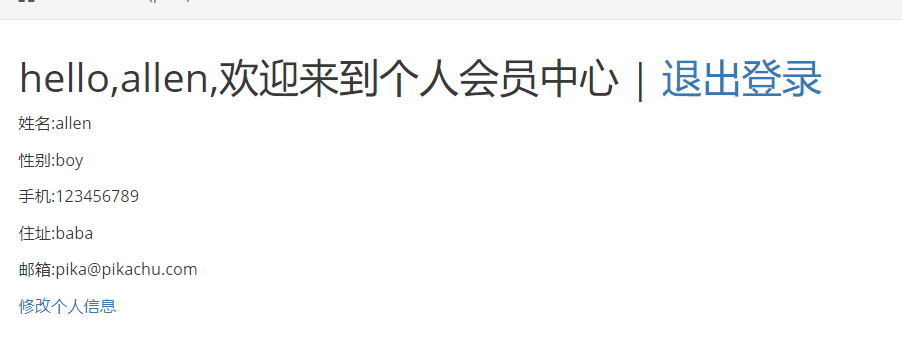 hello,allen,欢迎来到个人会员中心 | 退出登录
姓名:allen
性别:boy
手机:123456789
住址:baba
邮箱:pika@pikachu.com
修改个人信息